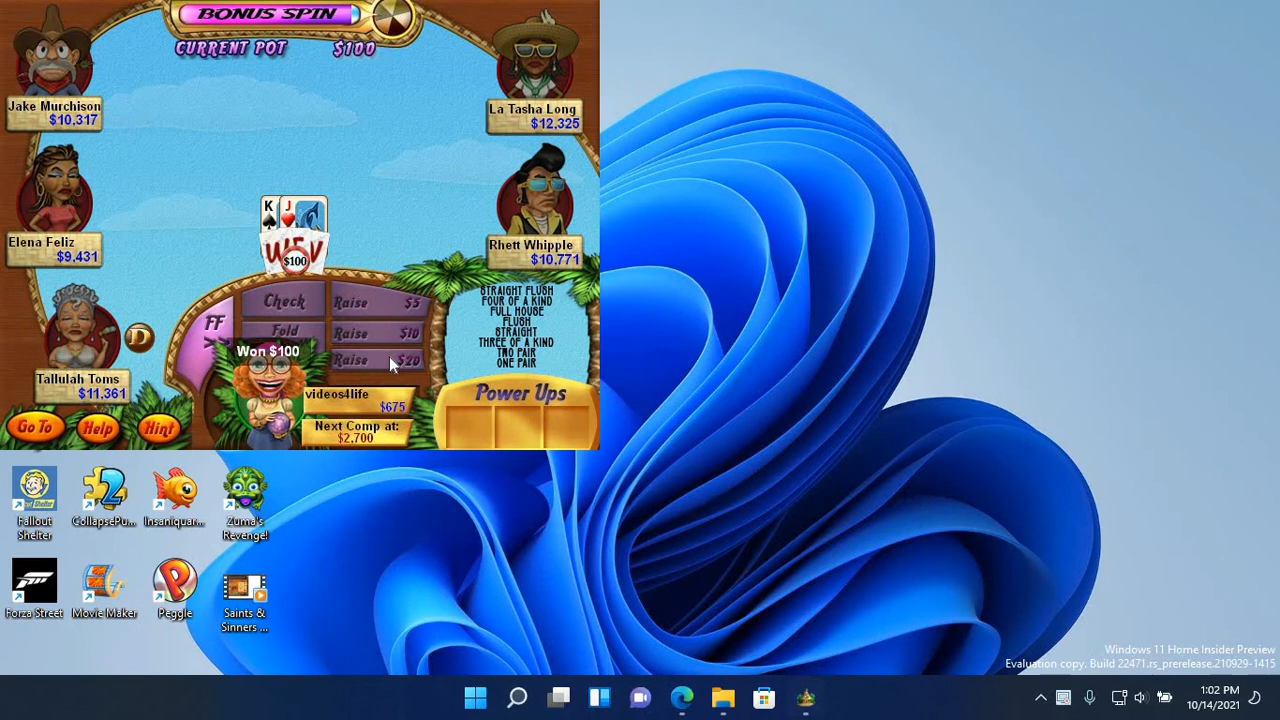 BONUS SPIN
CURRENT POT $100
Jake Murchison
$10,317
La Tasha Long
$12,325
Elena Feliz
$9,431
Rhett Whipple
$10,771
K J
$100
Tallulah Toms
$11,361
D
FF
>>
Check
Fold
Raise $5
Raise $10
Raise $20
Won $100
videos4life
$675
Next Comp at:
$2,700
STRAIGHT FLUSH
FOUR OF A KIND
FULL HOUSE
FLUSH
STRAIGHT
THREE OF A KIND
TWO PAIR
ONE PAIR
Power Ups
Go To
Help
Hint
Fallout
Shelter
CollapsePu...
Insaniquar...
Zuma's
Revenge!
Forza Street
Movie Maker
Peggle
Saints &
Sinners ...
Windows 11 Home Insider Preview
Evaluation copy. Build 22471.rs_prerelease.210929-1415
1:02 PM
10/14/2021